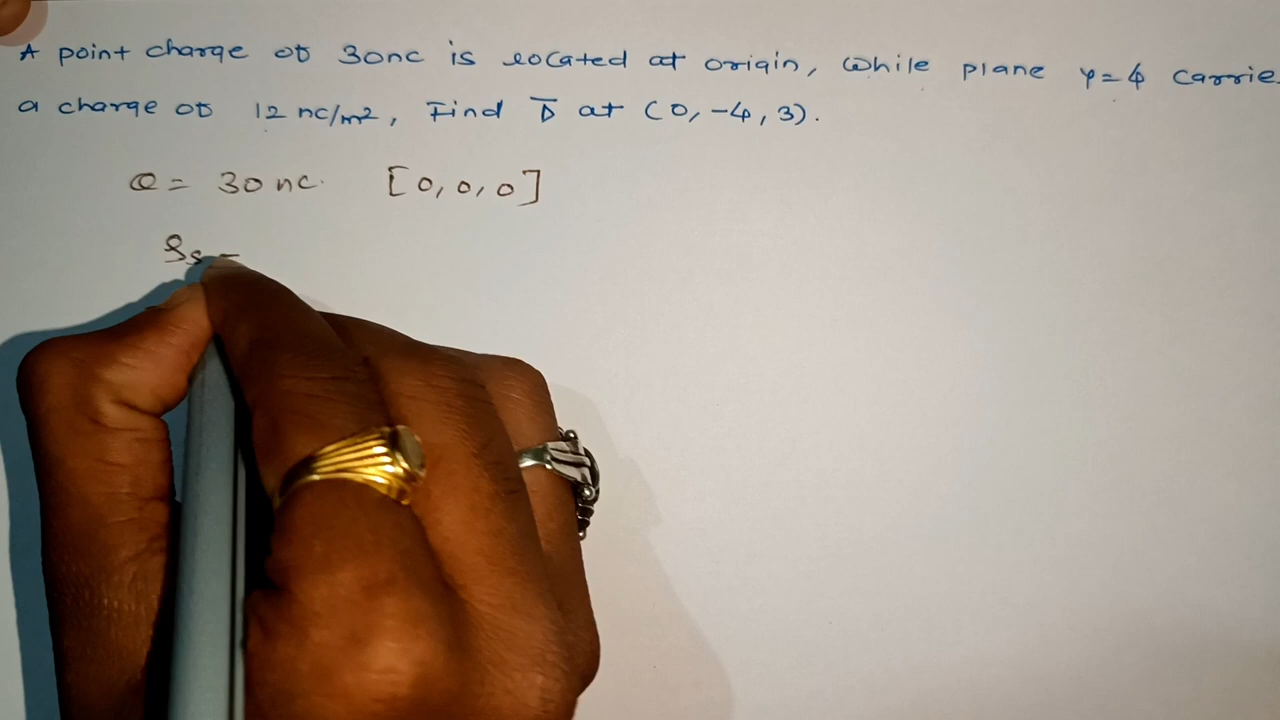 A point charge of 30nc is located at origin, while plane y=4 carrie
a charge of 12 nc/m², Find D̅ at (0,-4,3).
Q = 30 nc. [0,0,0]
ρs =